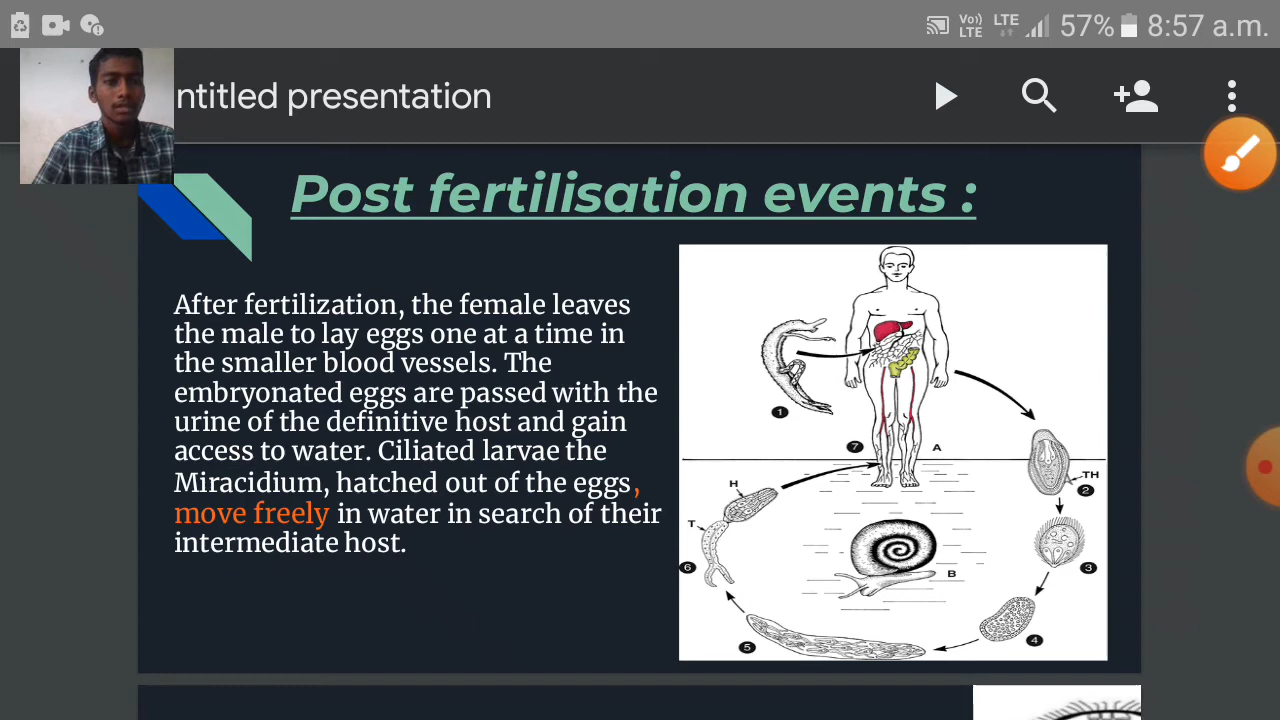 Vo)) LTE LTE 57% 8:57 a.m.
ntitled presentation
Post fertilisation events :
After fertilization, the female leaves
the male to lay eggs one at a time in
the smaller blood vessels. The
embryonated eggs are passed with the
urine of the definitive host and gain
access to water. Ciliated larvae the
Miracidium, hatched out of the eggs,
move freely in water in search of their
intermediate host.
1
7
A
TH
2
H
T
3
6
B
4
5